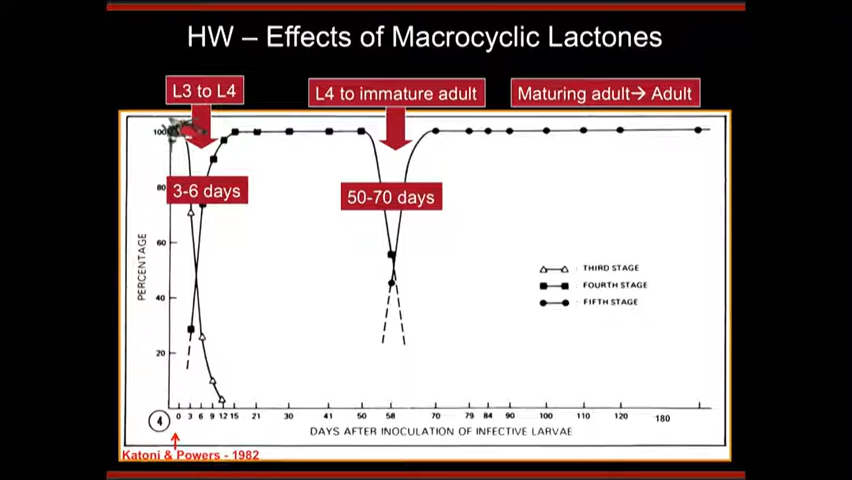 HW – Effects of Macrocyclic Lactones
L3 to L4
L4 to immature adult
Maturing adult→ Adult
100
80
60
40
20
PERCENTAGE
3-6 days
50-70 days
THIRD STAGE
: FOURTH STAGE
: FIFTH STAGE
4
0 3 6 9 12 15 21 30 41 50 58 70 79 84 90 100 110 120 180
DAYS AFTER INOCULATION OF INFECTIVE LARVAE
Katoni & Powers - 1982